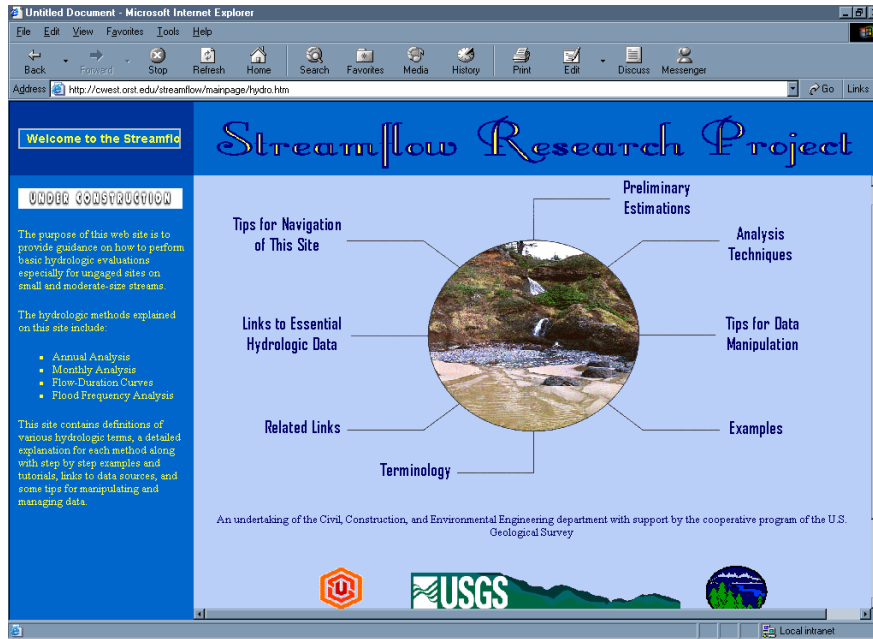 Untitled Document - Microsoft Internet Explorer
File Edit View Favorites Tools Help
Back Forward Stop Refresh Home Search Favorites Media History Print Edit Discuss Messenger
Address http://cwest.orst.edu/streamflow/mainpage/hydro.htm Go Links
Welcome to the Streamflo
Streamflow Research Project
UNDER CONSTRUCTION
The purpose of this web site is to
provide guidance on how to perform
basic hydrologic evaluations
especially for ungaged sites on
small and moderate-size streams.
The hydrologic methods explained
on this site include:
Annual Analysis
Monthly Analysis
Flow-Duration Curves
Flood Frequency Analysis
This site contains definitions of
various hydrologic terms, a detailed
explanation for each method along
with step by step examples and
tutorials, links to data sources, and
some tips for manipulating and
managing data.
Preliminary
Estimations
Tips for Navigation
of This Site
Analysis
Techniques
Links to Essential
Hydrologic Data
Tips for Data
Manipulation
Related Links
Examples
Terminology
An undertaking of the Civil, Construction, and Environmental Engineering department with support by the cooperative program of the U.S.
Geological Survey
USGS
Local intranet